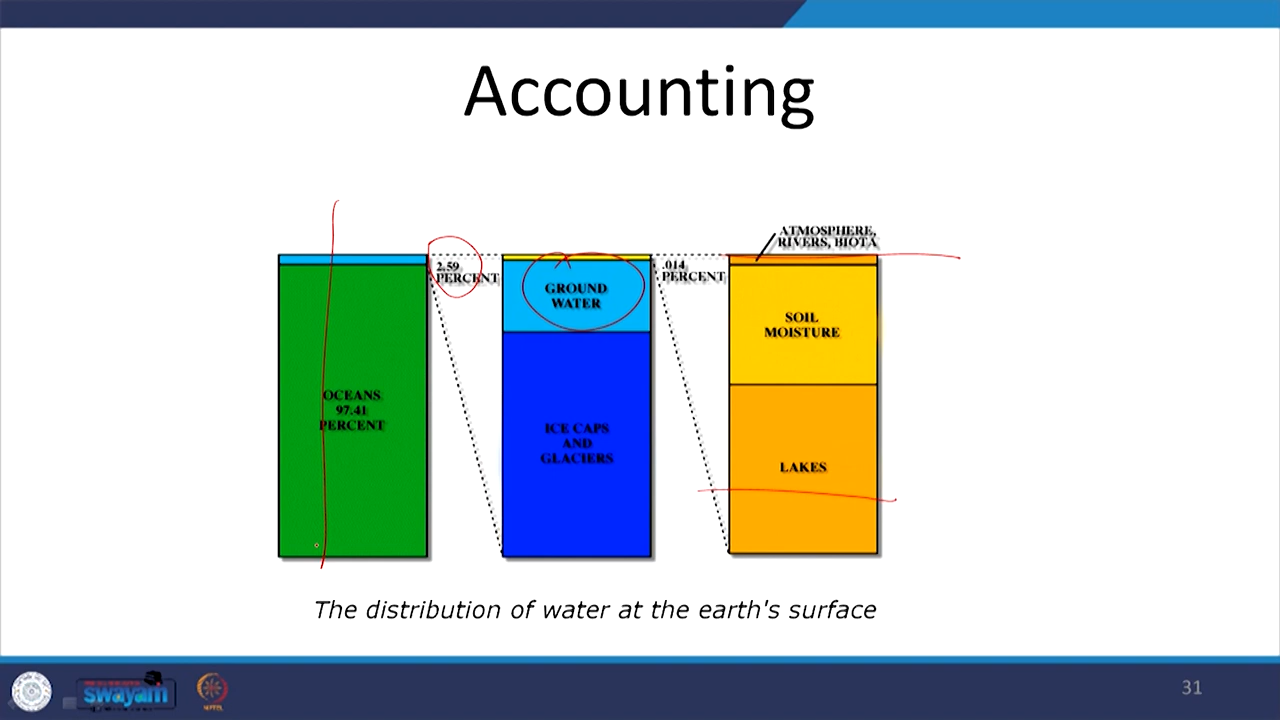 Accounting
ATMOSPHERE,
RIVERS, BIOTA
2.59
PERCENT
.014
PERCENT
GROUND
WATER
SOIL
MOISTURE
OCEANS
97.41
PERCENT
ICE CAPS
AND
GLACIERS
LAKES
The distribution of water at the earth's surface
swayam
31